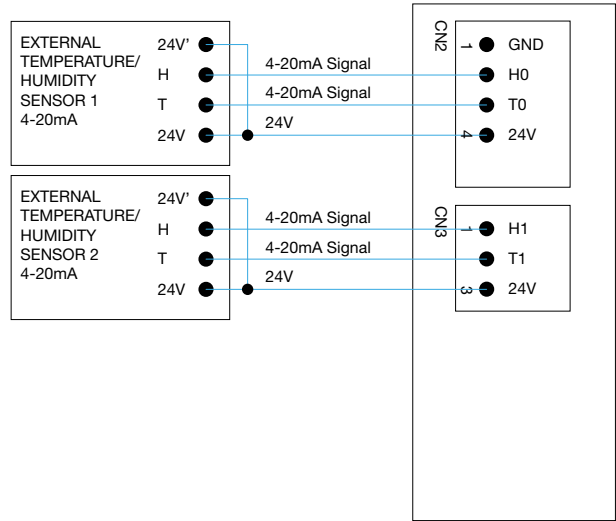 EXTERNAL
TEMPERATURE/
HUMIDITY
SENSOR 1
4-20mA
24V'
H
T
24V
4-20mA Signal
4-20mA Signal
24V
CN2
1
4
GND
H0
T0
24V
EXTERNAL
TEMPERATURE/
HUMIDITY
SENSOR 2
4-20mA
24V'
H
T
24V
4-20mA Signal
4-20mA Signal
24V
CN3
1
3
H1
T1
24V